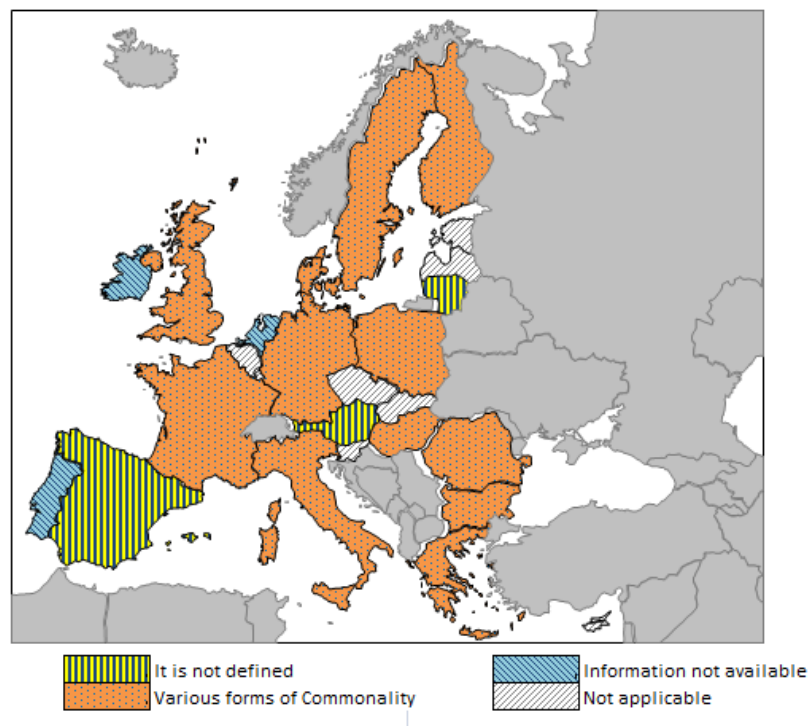 It is not defined
Information not available
Various forms of Commonality
Not applicable